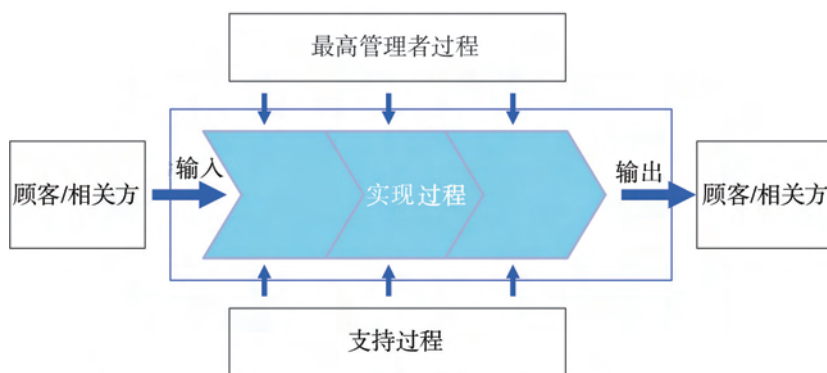 最高管理者过程
输入
输出
顾客/相关方
实现过程
顾客/相关方
支持过程